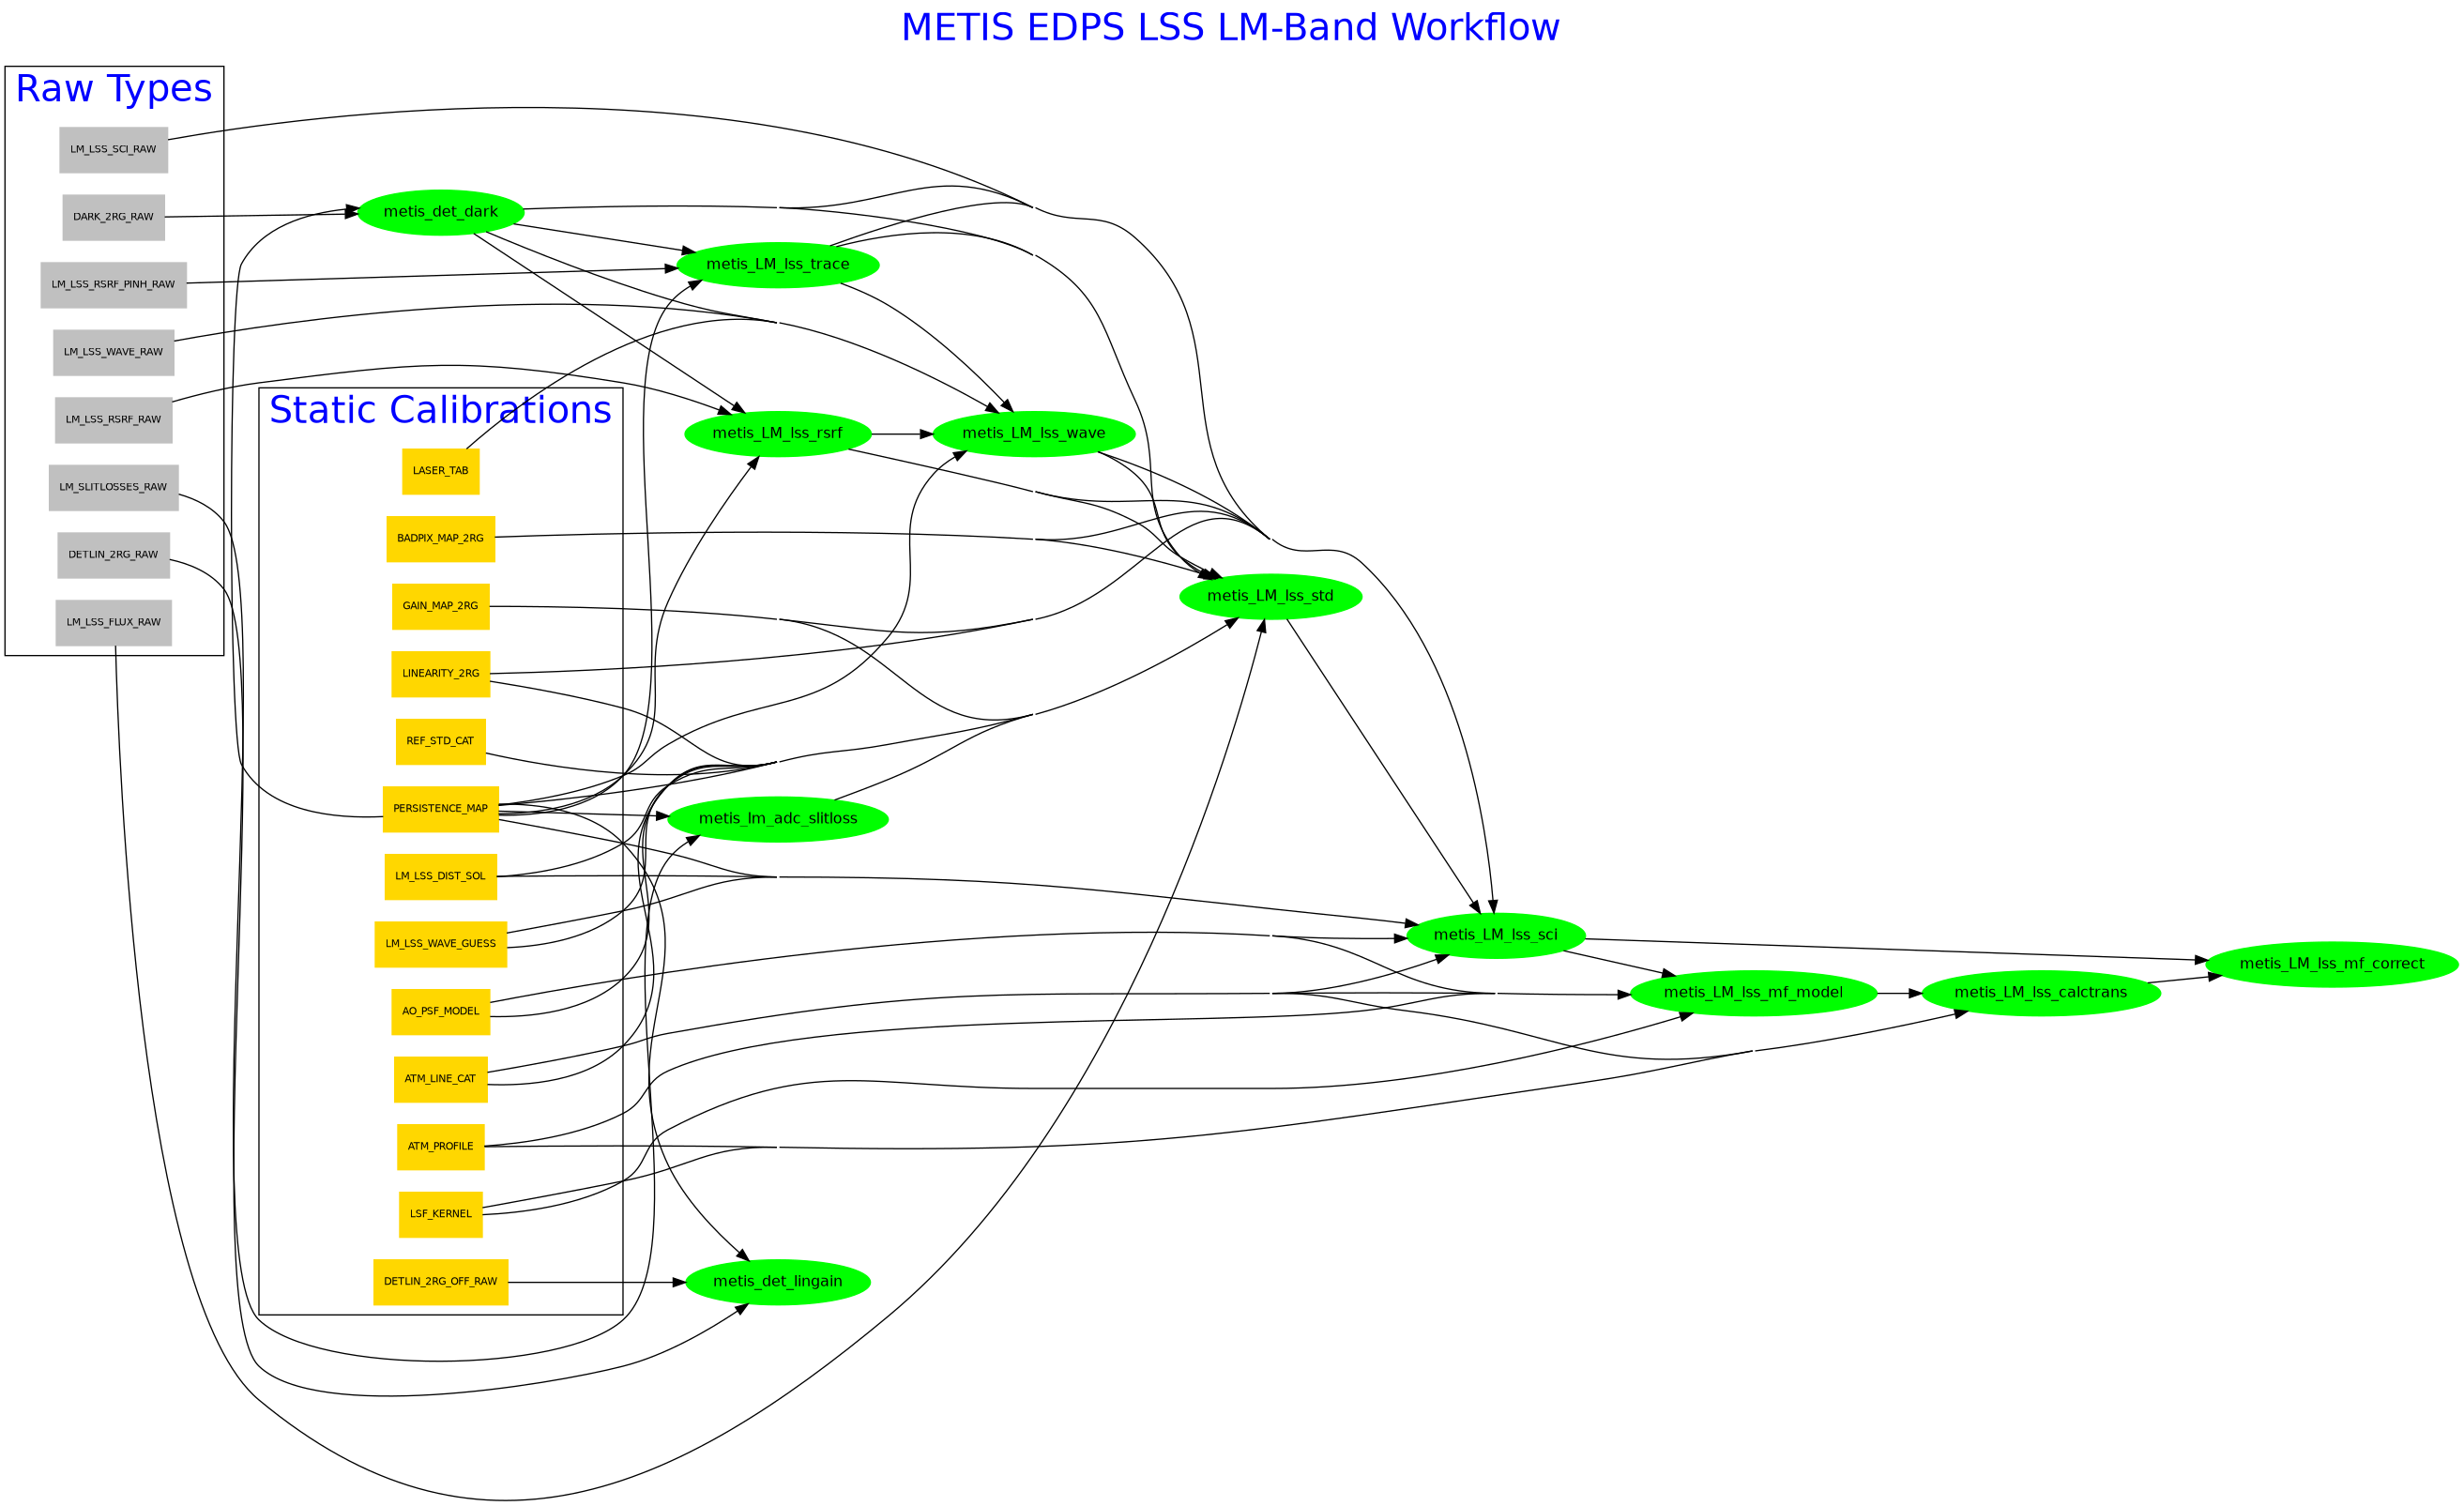 METIS EDPS LSS LM-Band Workflow
Raw Types
LM_LSS_SCI_RAW
DARK_2RG_RAW
LM_LSS_RSRF_PINH_RAW
LM_LSS_WAVE_RAW
LM_LSS_RSRF_RAW
LM_SLITLOSSES_RAW
DETLIN_2RG_RAW
LM_LSS_FLUX_RAW
Static Calibrations
LASER_TAB
BADPIX_MAP_2RG
GAIN_MAP_2RG
LINEARITY_2RG
REF_STD_CAT
PERSISTENCE_MAP
LM_LSS_DIST_SOL
LM_LSS_WAVE_GUESS
AO_PSF_MODEL
ATM_LINE_CAT
ATM_PROFILE
LSF_KERNEL
DETLIN_2RG_OFF_RAW
metis_det_dark
metis_LM_lss_trace
metis_LM_lss_rsrf
metis_LM_lss_wave
metis_LM_lss_std
metis_lm_adc_slitloss
metis_LM_lss_sci
metis_LM_lss_mf_model
metis_LM_lss_calctrans
metis_LM_lss_mf_correct
metis_det_lingain